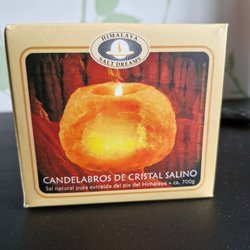 HIMALAYA
SALT DREAMS
CANDELABROS DE CRISTAL SALINO
Sal natural pura extraída del pie del Himalaya • ca. 700g